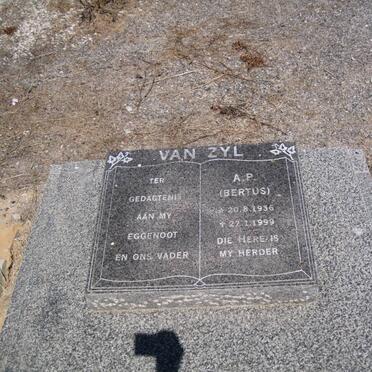 VAN ZYL
TER
GEDAGTENIS
AAN MY
EGGENOOT
EN ONS VADER
A.P.
(BERTUS)
* 20.8.1936
† 27.1.1999
DIE HERE IS
MY HERDER